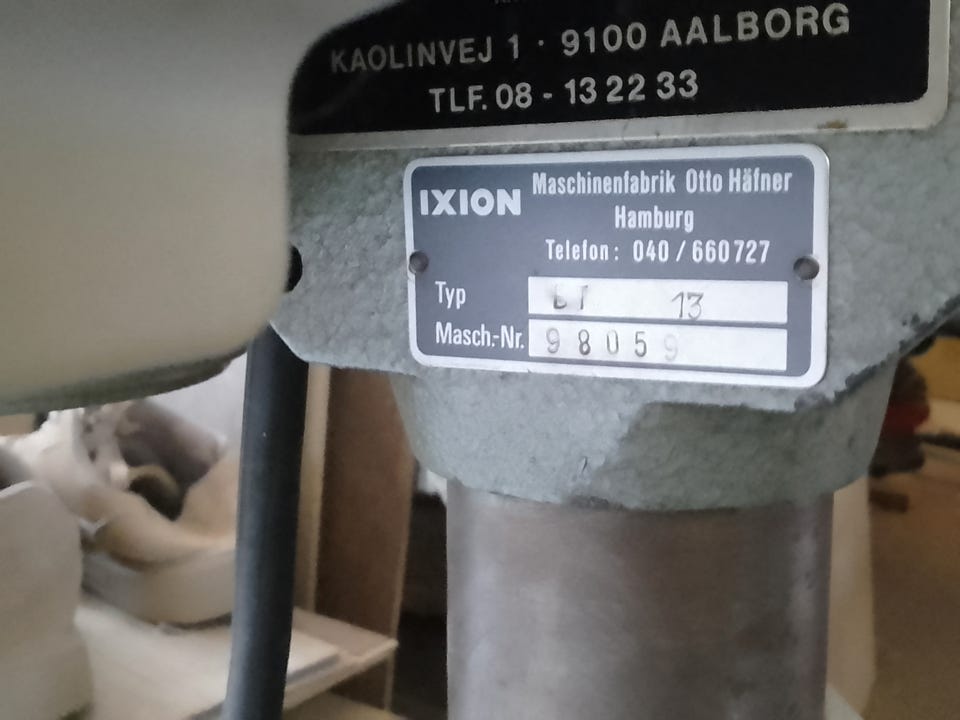 KAOLINVEJ 1 · 9100 AALBORG
TLF. 08 - 13 22 33
IXION Maschinenfabrik Otto Häfner
Hamburg
Telefon: 040 / 660727
Typ BT 13
Masch.-Nr. 98059